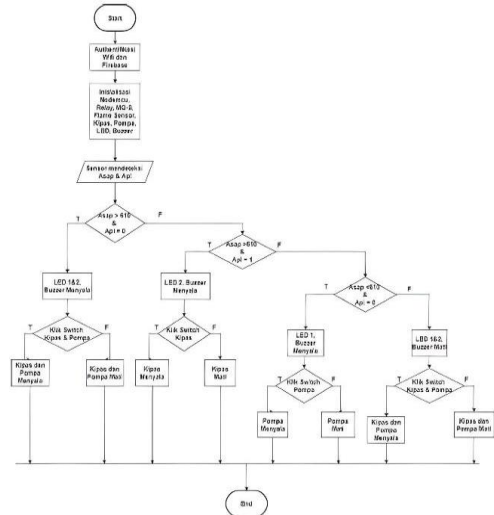 Start
Authentifikasi
Wifi dan
Firebase
Inisialisasi
Nodemcu,
Relay, MQ-9,
Flame Sensor,
Kipas, Pompa,
LED, Buzzer
Sensor mendeteksi
Asap & Api
Asap > 610
&
Api = 0
T
F
Asap >610
&
Api = 1
T
F
Asap <610
&
Api = 0
T
F
LED 1&2,
Buzzer Menyala
LED 2, Buzzer
Menyala
LED 1,
Buzzer
Menyala
LED 1&2,
Buzzer Mati
T
Klik Switch
Kipas & Pompa
F
T
Klik Switch
Kipas
F
T
Klik Switch
Pompa
F
T
Klik Switch
Kipas & Pompa
F
Kipas dan
Pompa Menyala
Kipas dan
Pompa Mati
Kipas
Menyala
Kipas
Mati
Pompa
Menyala
Pompa
Mati
Kipas dan
Pompa
Menyala
Kipas dan
Pompa Mati
End